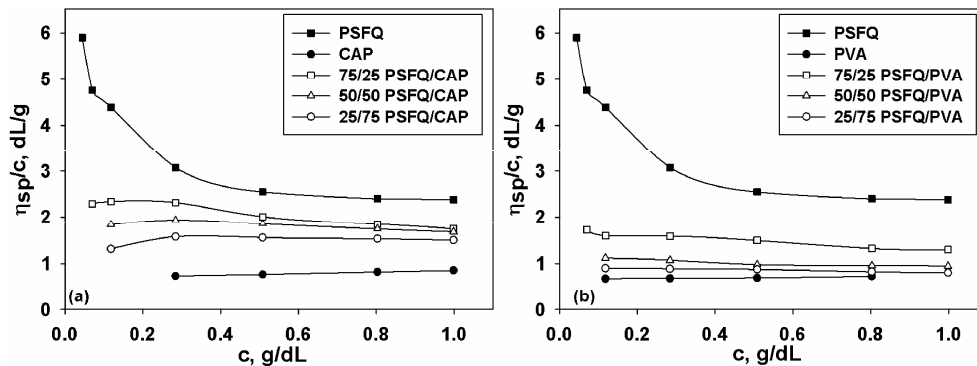 6
5
4
3
2
1
0
ηsp/c, dL/g
PSFQ
CAP
75/25 PSFQ/CAP
50/50 PSFQ/CAP
25/75 PSFQ/CAP
(a)
0.0 0.2 0.4 0.6 0.8 1.0
c, g/dL
6
5
4
3
2
1
0
ηsp/c, dL/g
PSFQ
PVA
75/25 PSFQ/PVA
50/50 PSFQ/PVA
25/75 PSFQ/PVA
(b)
0.0 0.2 0.4 0.6 0.8 1.0
c, g/dL